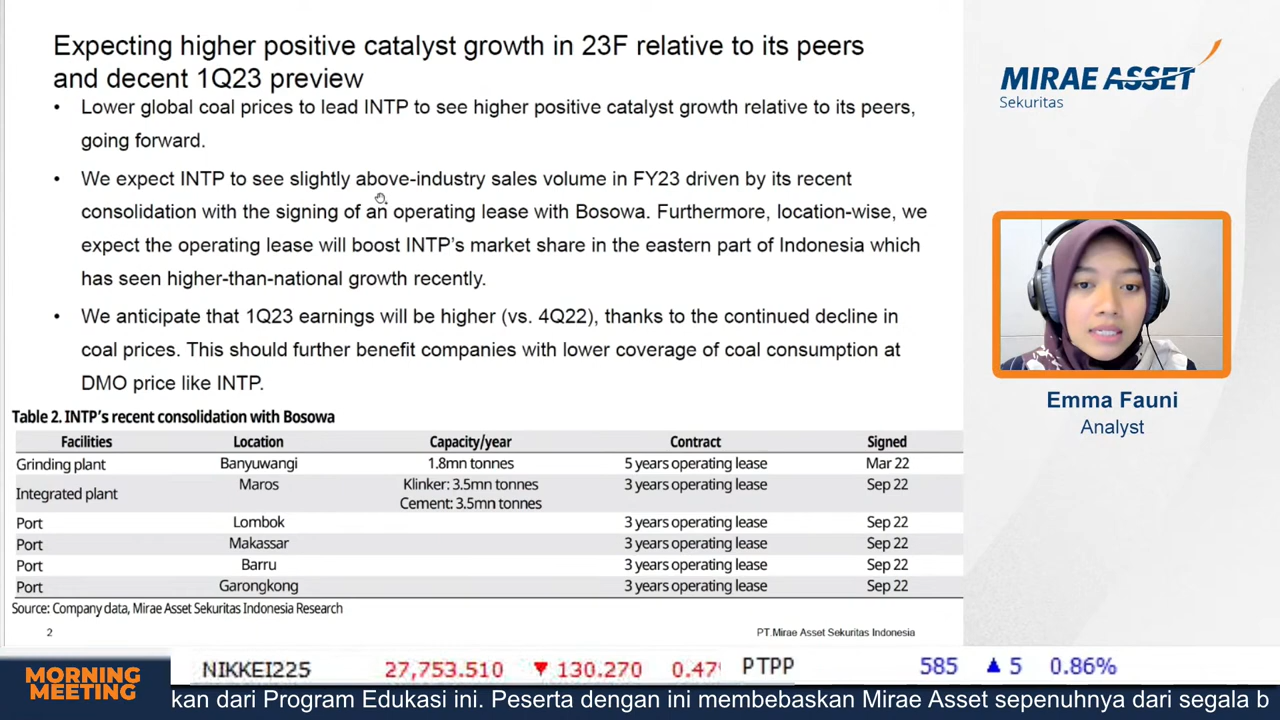 Expecting higher positive catalyst growth in 23F relative to its peers
and decent 1Q23 preview
• Lower global coal prices to lead INTP to see higher positive catalyst growth relative to its peers,
going forward.
• We expect INTP to see slightly above-industry sales volume in FY23 driven by its recent
consolidation with the signing of an operating lease with Bosowa. Furthermore, location-wise, we
expect the operating lease will boost INTP's market share in the eastern part of Indonesia which
has seen higher-than-national growth recently.
• We anticipate that 1Q23 earnings will be higher (vs. 4Q22), thanks to the continued decline in
coal prices. This should further benefit companies with lower coverage of coal consumption at
DMO price like INTP.
Table 2. INTP's recent consolidation with Bosowa
Facilities Location Capacity/year Contract Signed
Grinding plant Banyuwangi 1.8mn tonnes 5 years operating lease Mar 22
Integrated plant Maros Klinker: 3.5mn tonnes 3 years operating lease Sep 22
Cement: 3.5mn tonnes
Port Lombok 3 years operating lease Sep 22
Port Makassar 3 years operating lease Sep 22
Port Barru 3 years operating lease Sep 22
Port Garongkong 3 years operating lease Sep 22
Source: Company data, Mirae Asset Sekuritas Indonesia Research
2 PT.Mirae Asset Sekuritas Indonesia
MIRAE ASSET
Sekuritas
Emma Fauni
Analyst
MORNING
MEETING
NIKKEI225 27,753.510 ▼ 130.270 0.47 PTPP 585 ▲ 5 0.86%
kan dari Program Edukasi ini. Peserta dengan ini membebaskan Mirae Asset sepenuhnya dari segala b